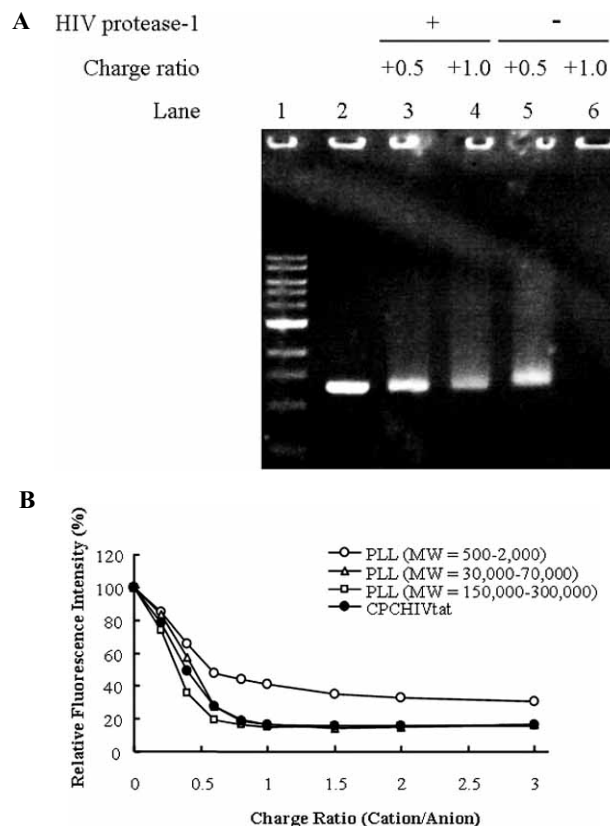 A
HIV protease-1 + -
Charge ratio +0.5 +1.0 +0.5 +1.0
Lane 1 2 3 4 5 6
B
Relative Fluorescence Intensity (%)
120
100
80
60
40
20
0
PLL (MW = 500-2,000)
PLL (MW = 30,000-70,000)
PLL (MW = 150,000-300,000)
CPCHIVtat
0 0.5 1 1.5 2 2.5 3
Charge Ratio (Cation/Anion)